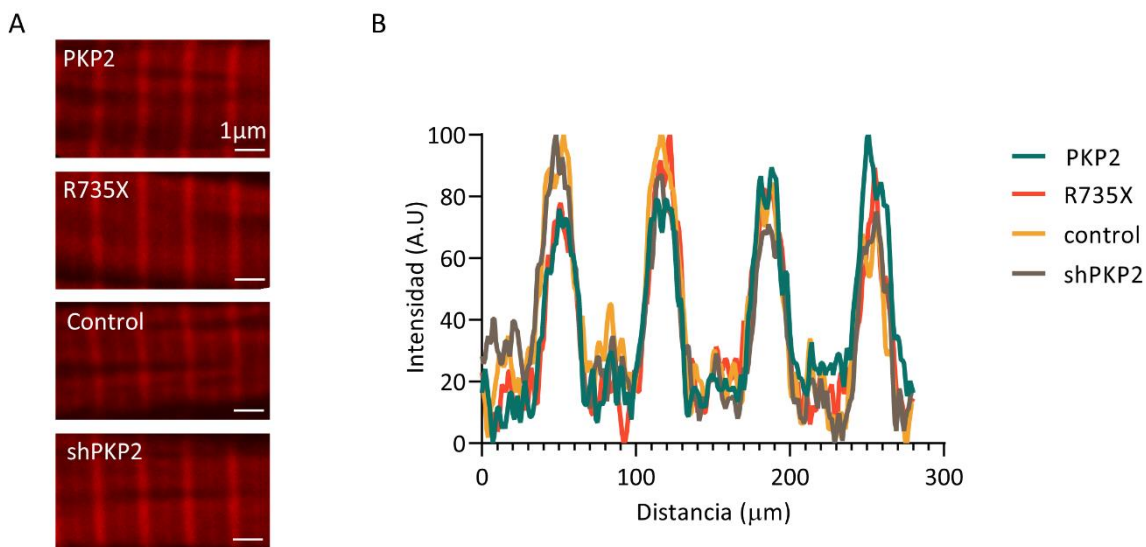 A
PKP2
1μm
R735X
Control
shPKP2
B
100
80
60
40
20
0
Intensidad (A.U)
0
100
200
300
Distancia (μm)
PKP2
R735X
control
shPKP2